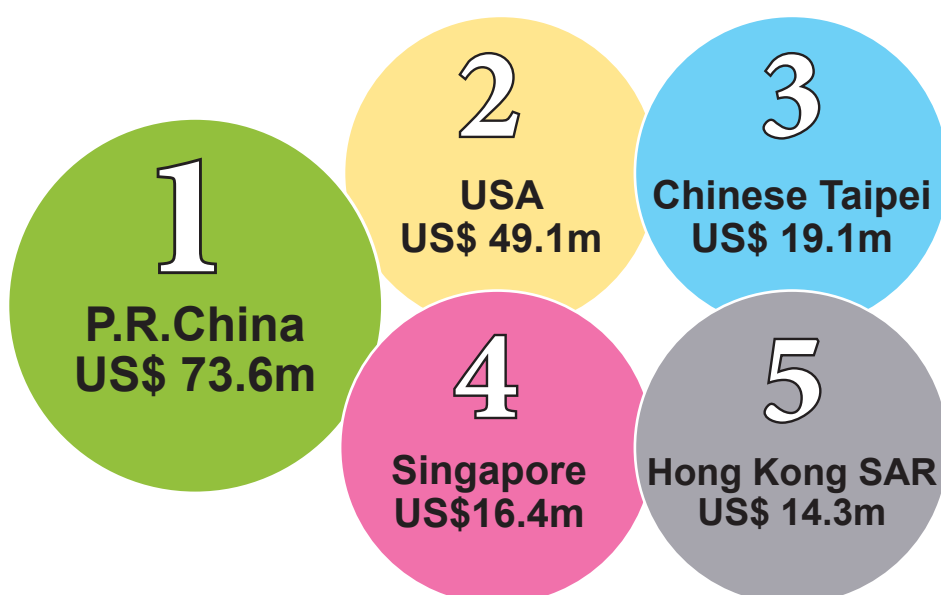 1
P.R.China
US$ 73.6m
2
USA
US$ 49.1m
3
Chinese Taipei
US$ 19.1m
4
Singapore
US$16.4m
5
Hong Kong SAR
US$ 14.3m